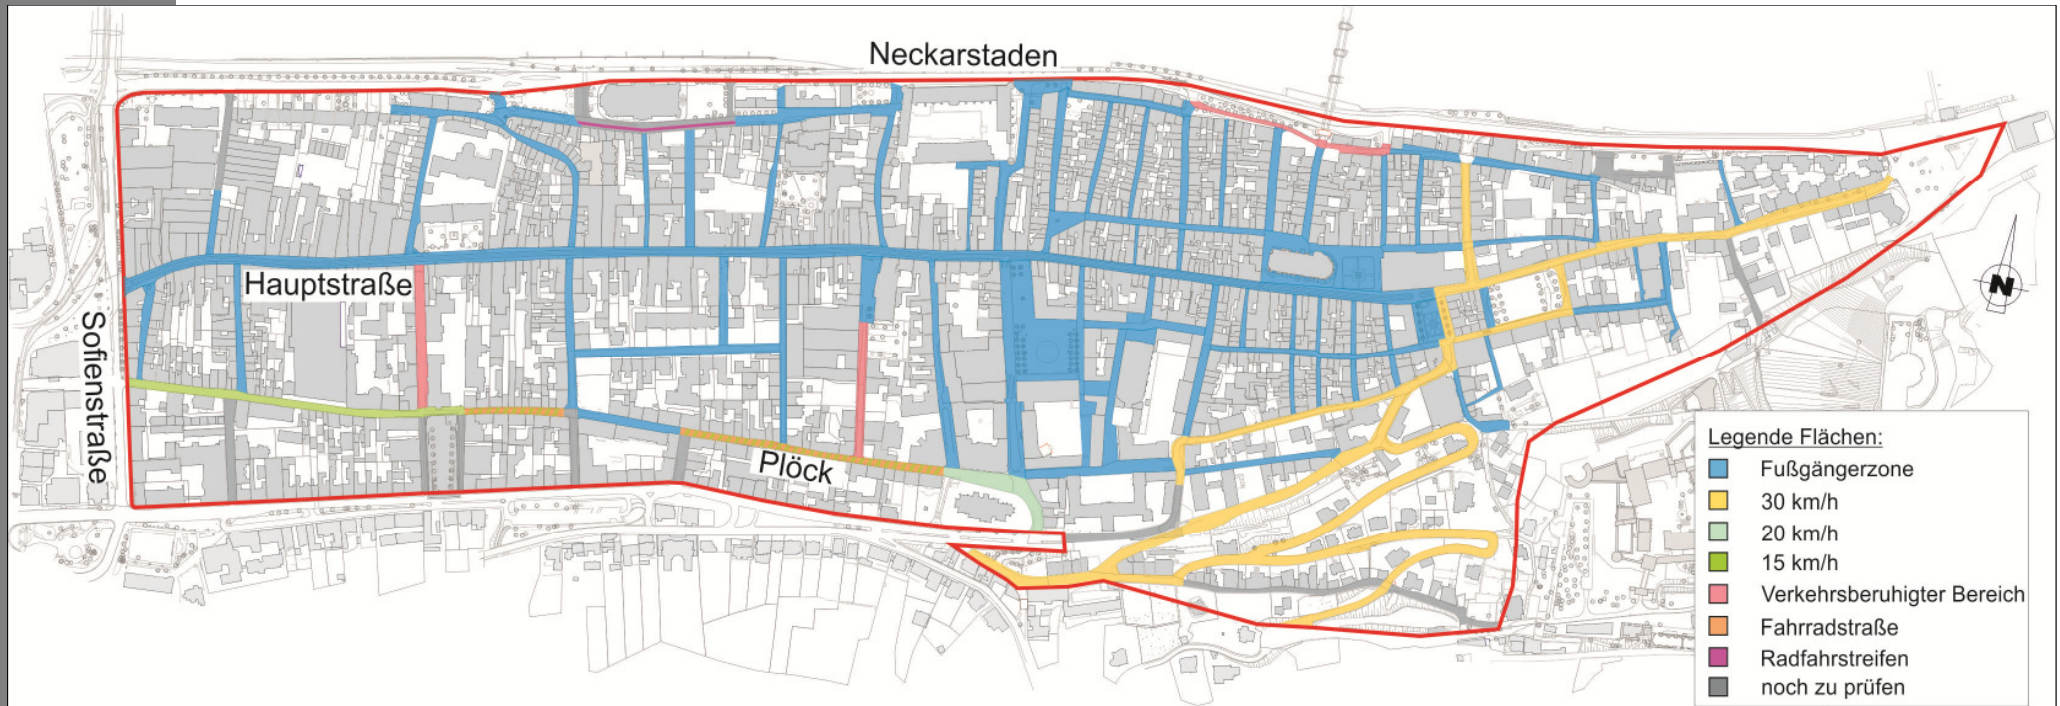 Neckarstaden
Hauptstraße
Sofienstraße
Plöck
N
Legende Flächen:
Fußgängerzone
30 km/h
20 km/h
15 km/h
Verkehrsberuhigter Bereich
Fahrradstraße
Radfahrstreifen
noch zu prüfen